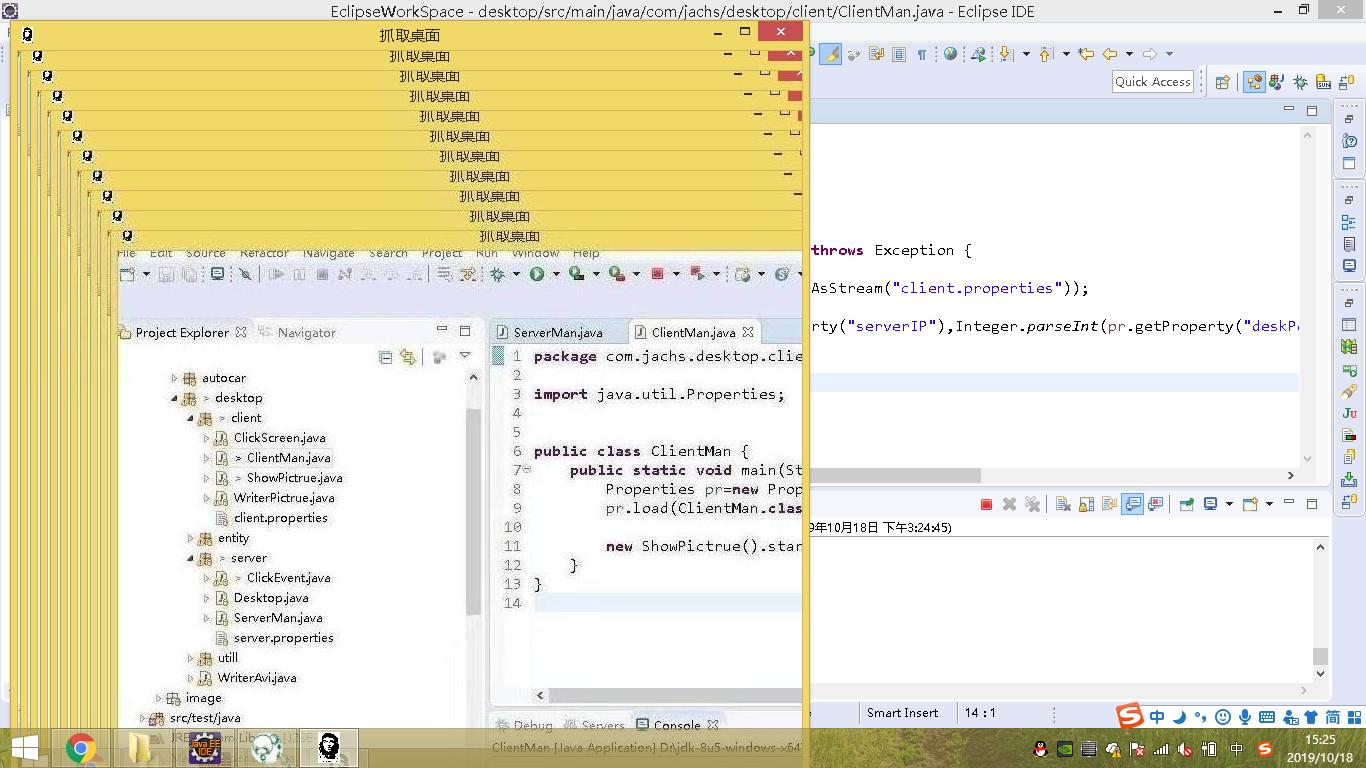 EclipseWorkSpace - desktop/src/main/java/com/jachs/desktop/client/ClientMan.java - Eclipse IDE
抓取桌面
抓取桌面
抓取桌面
抓取桌面
抓取桌面
抓取桌面
抓取桌面
抓取桌面
抓取桌面
抓取桌面
抓取桌面
Quick Access
File Edit Source Refactor Navigate Search Project Run Window Help
Project Explorer
Navigator
autocar
> desktop
> client
ClickScreen.java
> ClientMan.java
> ShowPictrue.java
WriterPictrue.java
client.properties
entity
> server
> ClickEvent.java
Desktop.java
ServerMan.java
server.properties
utill
WriterAvi.java
image
src/test/java
ServerMan.java
ClientMan.java
1 package com.jachs.desktop.clie
2
3 import java.util.Properties;
4
5
6 public class ClientMan {
7 public static void main(St
8 Properties pr=new Prop
9 pr.load(ClientMan.clas
10
11 new ShowPictrue().star
12 }
13 }
14
throws Exception {
AsStream("client.properties"));
rty("serverIP"),Integer.parseInt(pr.getProperty("deskP
Debug
Servers
Console
ClientMan [Java Application] D:\jdk-8u5-windows-x64
9年10月18日 下午3:24:45)
Smart Insert
14 : 1
中
简
Java EE
IDE
中
15:25
2019/10/18